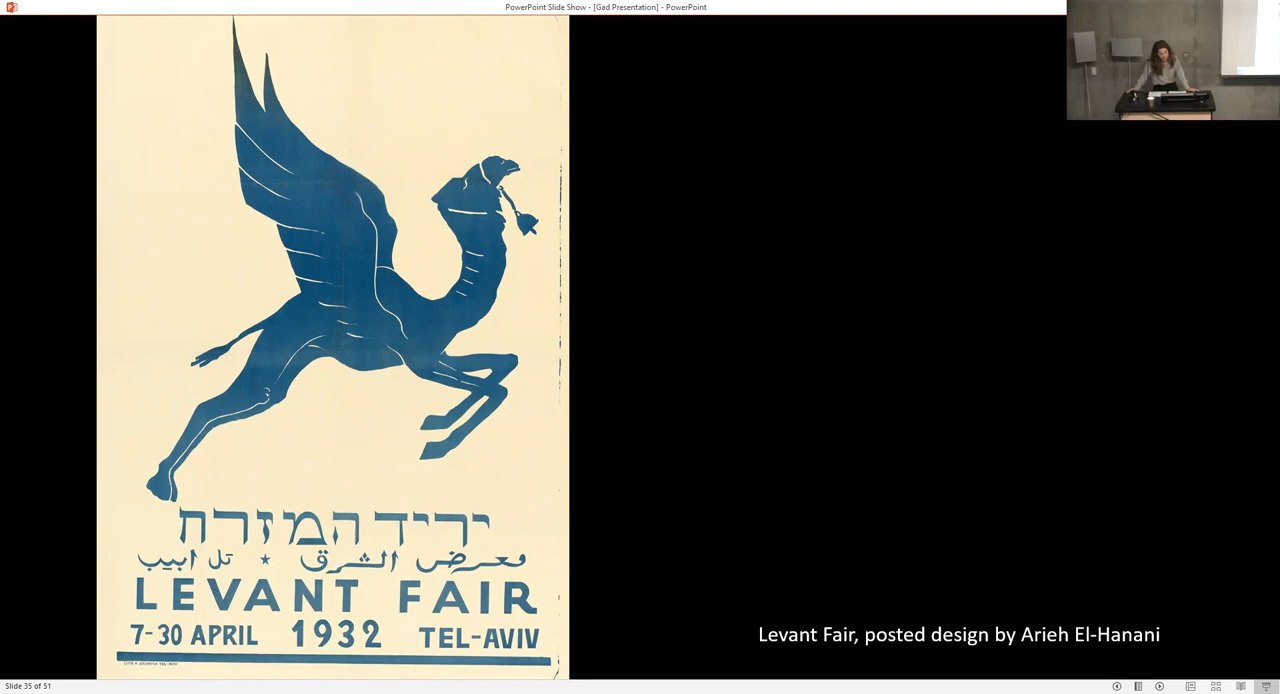 PowerPoint Slide Show - [Gad Presentation] - PowerPoint
יריד המזרח
معرض الشرق * تل ابيب
LEVANT FAIR
7-30 APRIL 1932 TEL-AVIV
Levant Fair, posted design by Arieh El-Hanani
Slide 35 of 51